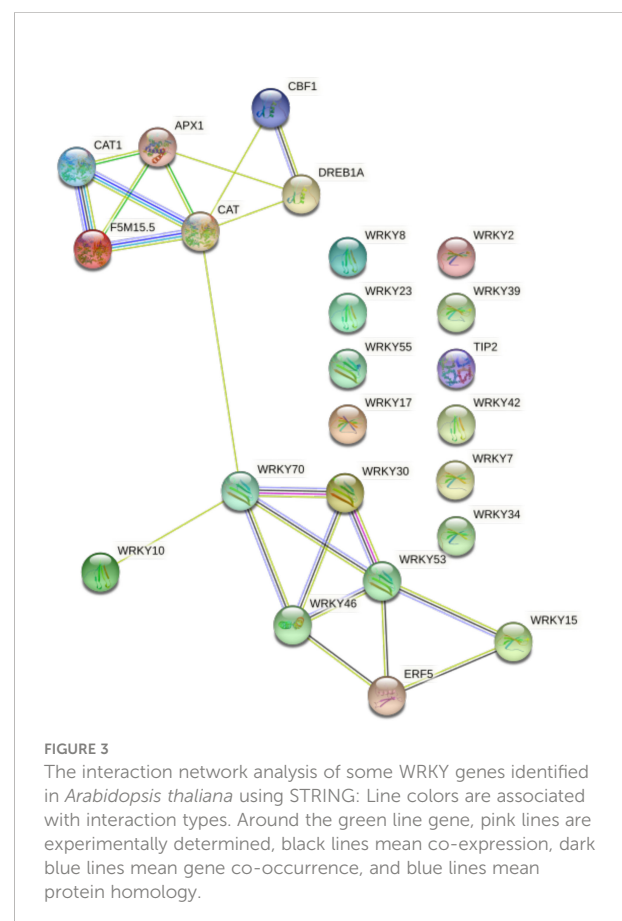 CBF1
APX1
CAT1
DREB1A
CAT
F5M15.5
WRKY8
WRKY2
WRKY23
WRKY39
WRKY55
TIP2
WRKY17
WRKY42
WRKY70
WRKY30
WRKY7
WRKY34
WRKY10
WRKY53
WRKY46
WRKY15
ERF5
FIGURE 3
The interaction network analysis of some WRKY genes identified
in Arabidopsis thaliana using STRING: Line colors are associated
with interaction types. Around the green line gene, pink lines are
experimentally determined, black lines mean co-expression, dark
blue lines mean gene co-occurrence, and blue lines mean
protein homology.